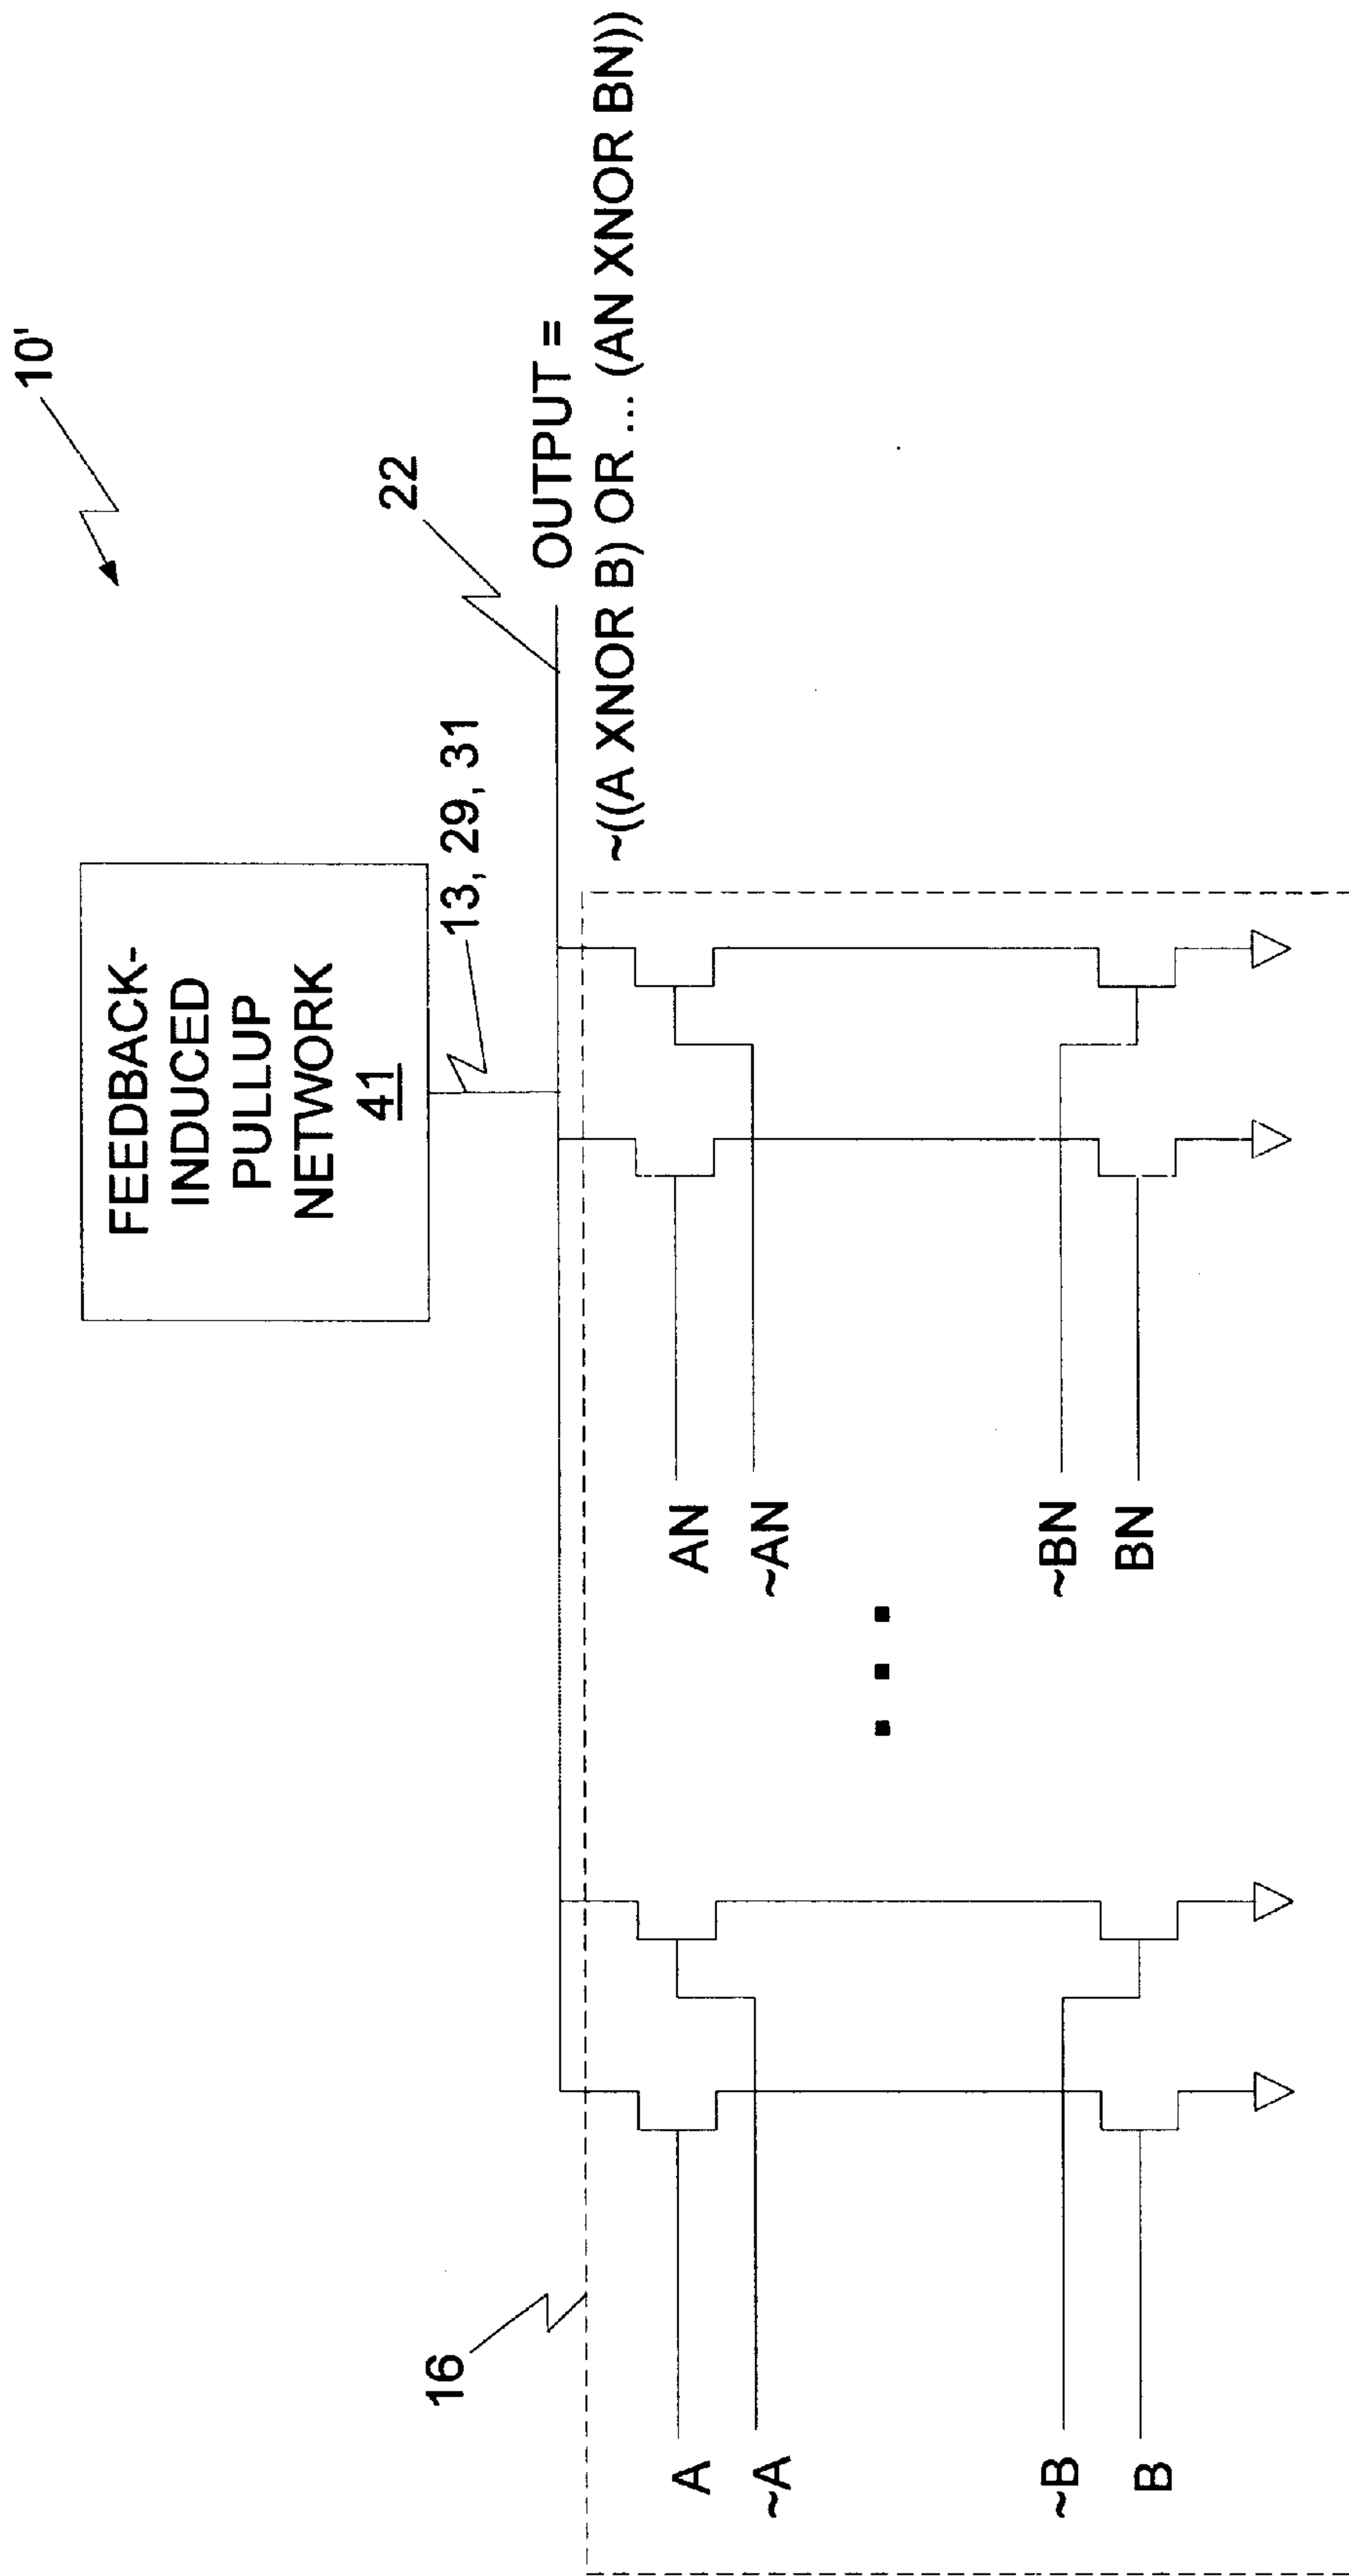 10'
FEEDBACK-
INDUCED
PULLUP
NETWORK
41
13, 29, 31
22
OUTPUT =
~((A XNOR B) OR ... (AN XNOR BN))
16
A
~A
~B
B
AN
~AN
~BN
BN